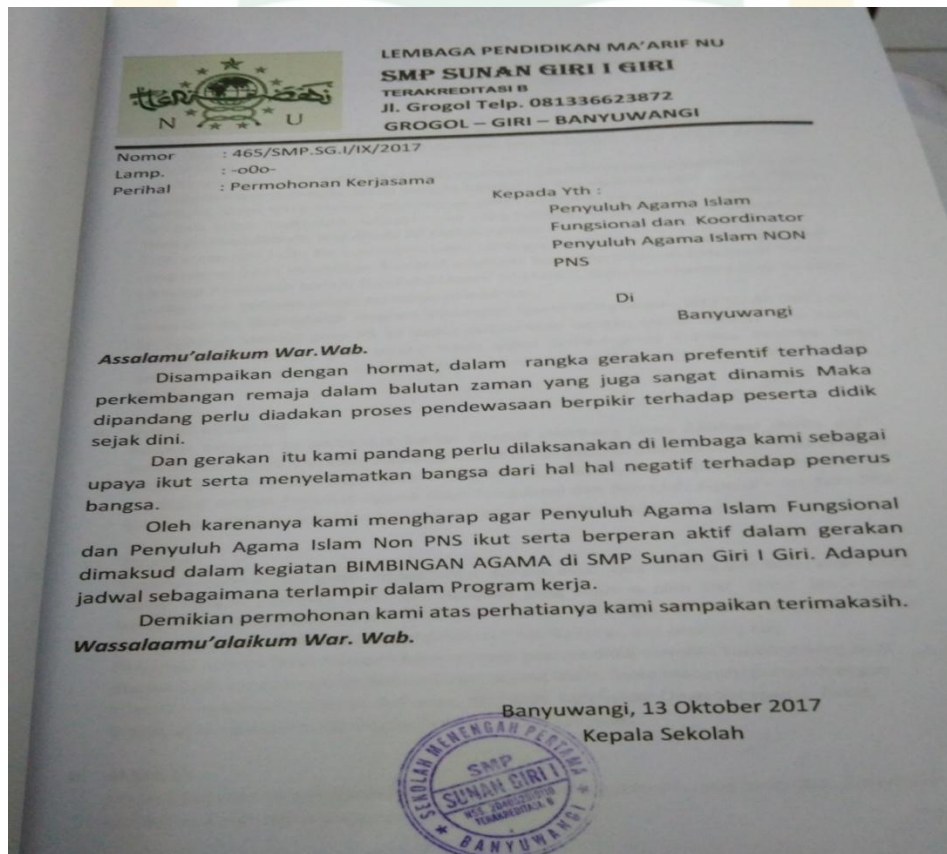 LEMBAGA PENDIDIKAN MA'ARIF NU
SMP SUNAN GIRI I GIRI
TERAKREDITASI B
Jl. Grogol Telp. 081336623872
GROGOL – GIRI – BANYUWANGI
N U
Nomor : 465/SMP.SG.I/IX/2017
Lamp. : -o0o-
Perihal : Permohonan Kerjasama
Kepada Yth :
Penyuluh Agama Islam
Fungsional dan Koordinator
Penyuluh Agama Islam NON
PNS
Di
Banyuwangi
Assalamu'alaikum War.Wab.
Disampaikan dengan hormat, dalam rangka gerakan prefentif terhadap
perkembangan remaja dalam balutan zaman yang juga sangat dinamis Maka
dipandang perlu diadakan proses pendewasaan berpikir terhadap peserta didik
sejak dini.
Dan gerakan itu kami pandang perlu dilaksanakan di lembaga kami sebagai
upaya ikut serta menyelamatkan bangsa dari hal hal negatif terhadap penerus
bangsa.
Oleh karenanya kami mengharap agar Penyuluh Agama Islam Fungsional
dan Penyuluh Agama Islam Non PNS ikut serta berperan aktif dalam gerakan
dimaksud dalam kegiatan BIMBINGAN AGAMA di SMP Sunan Giri I Giri. Adapun
jadwal sebagaimana terlampir dalam Program kerja.
Demikian permohonan kami atas perhatianya kami sampaikan terimakasih.
Wassalaamu'alaikum War. Wab.
Banyuwangi, 13 Oktober 2017
Kepala Sekolah
SEKOLAH MENENGAH PERTAMA
SMP
SUNAN GIRI I
TERAKREDITASI B
BANYUWANGI